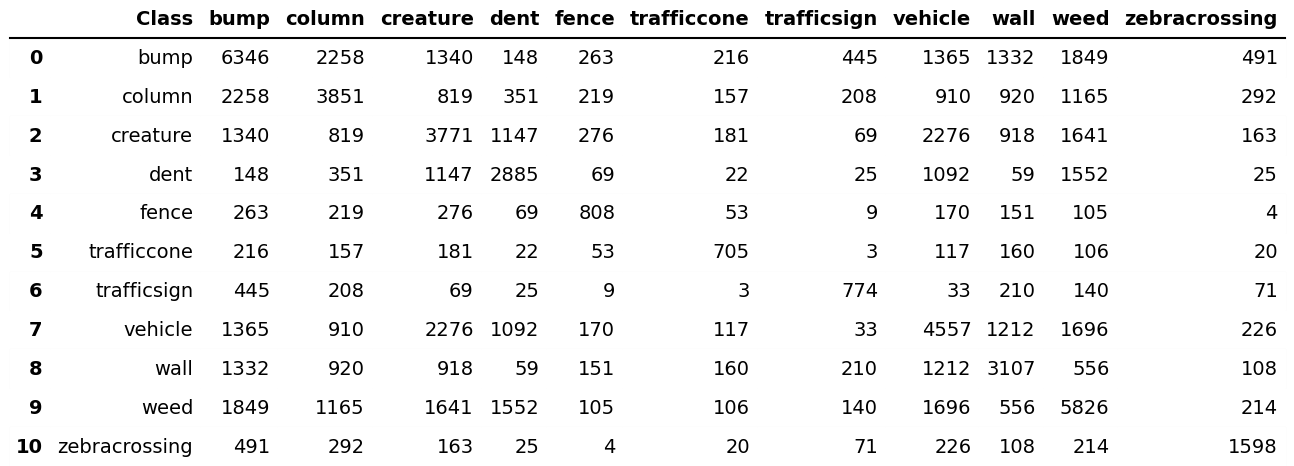 Class bump column creature dent fence trafficcone trafficsign vehicle wall weed zebracrossing
0 bump 6346 2258 1340 148 263 216 445 1365 1332 1849 491
1 column 2258 3851 819 351 219 157 208 910 920 1165 292
2 creature 1340 819 3771 1147 276 181 69 2276 918 1641 163
3 dent 148 351 1147 2885 69 22 25 1092 59 1552 25
4 fence 263 219 276 69 808 53 9 170 151 105 4
5 trafficcone 216 157 181 22 53 705 3 117 160 106 20
6 trafficsign 445 208 69 25 9 3 774 33 210 140 71
7 vehicle 1365 910 2276 1092 170 117 33 4557 1212 1696 226
8 wall 1332 920 918 59 151 160 210 1212 3107 556 108
9 weed 1849 1165 1641 1552 105 106 140 1696 556 5826 214
10 zebracrossing 491 292 163 25 4 20 71 226 108 214 1598